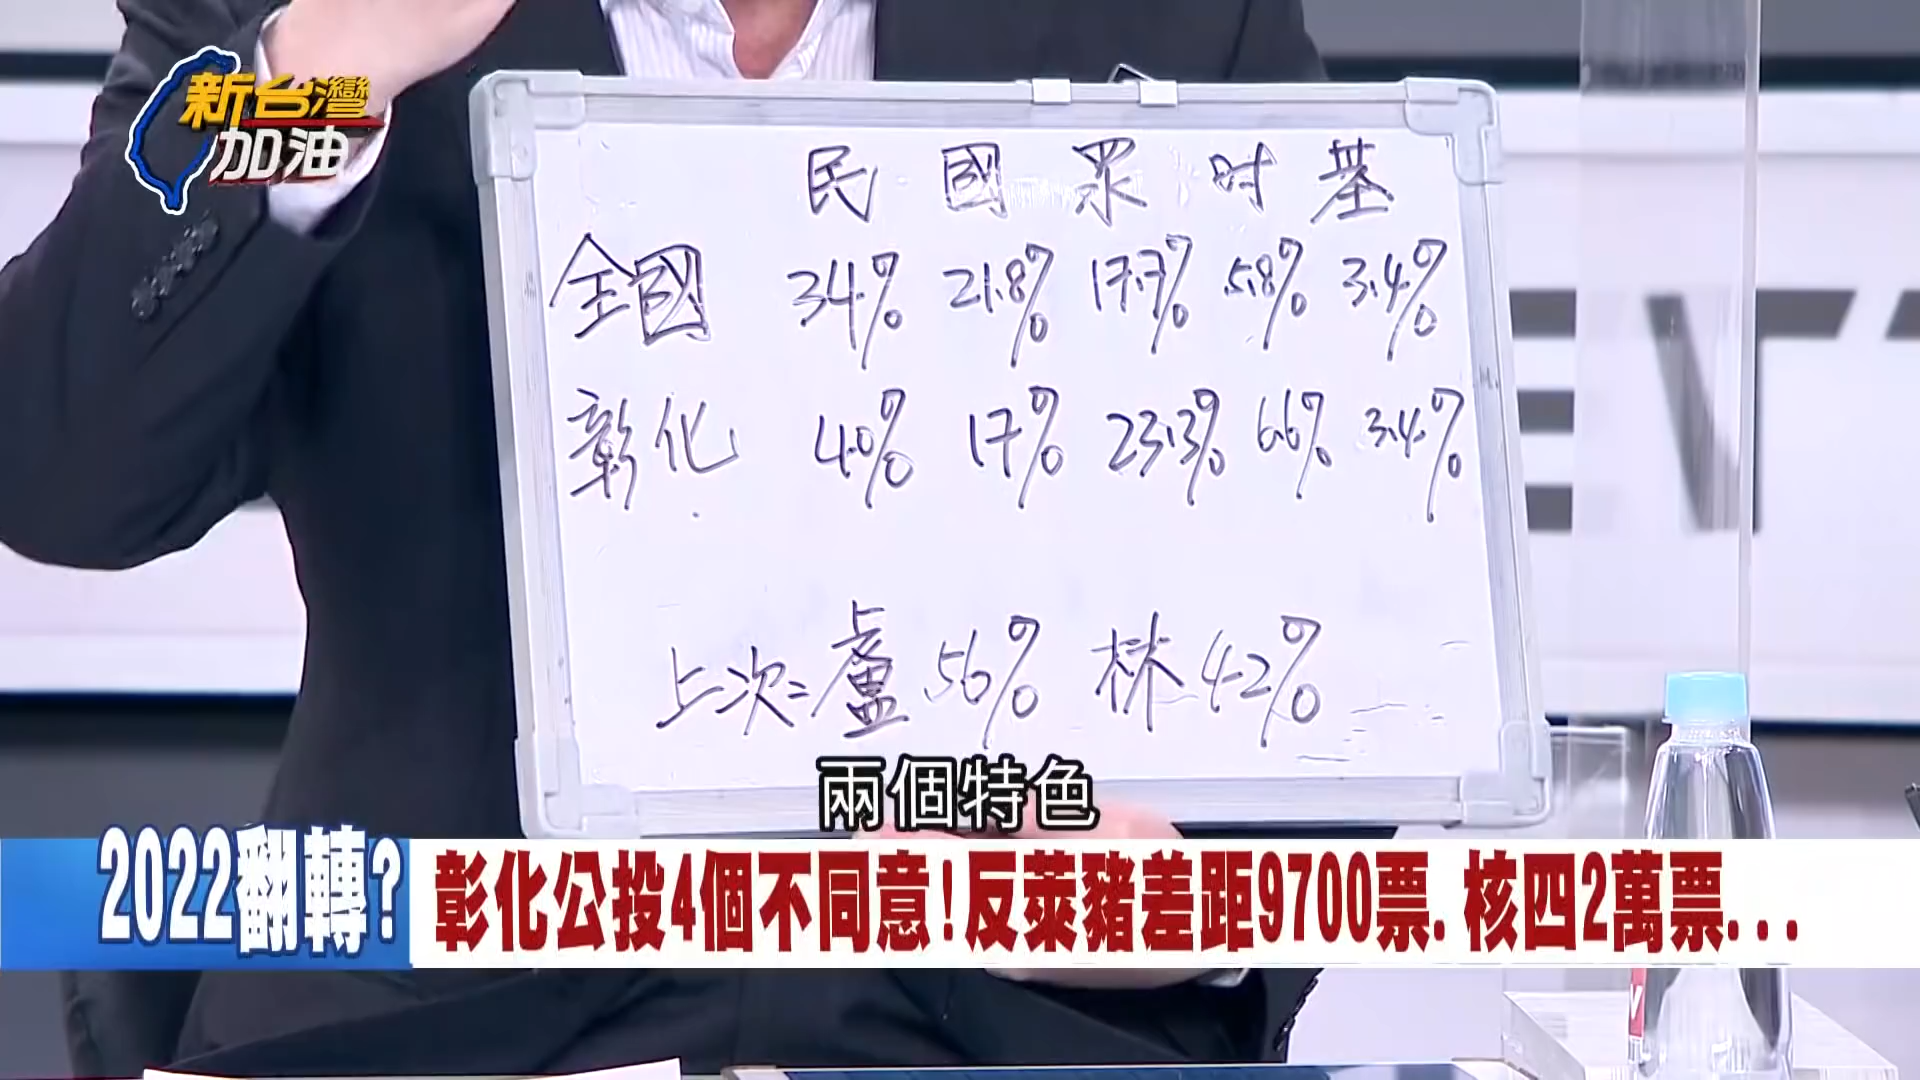 新台灣
加油
民 國 眾 时 基
全國 34% 21.8% 17.7% 5.8% 3.4%
彰化 40% 17% 23.3% 6.6% 3.4%
上次：盧 56% 林 42%
兩個特色
2022翻轉?
彰化公投4個不同意!反萊豬差距9700票.核四2萬票...